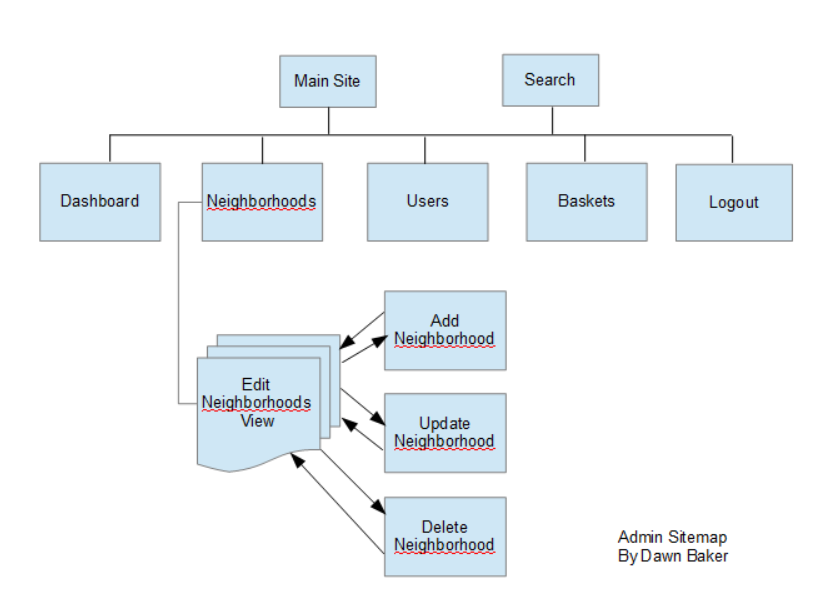 Main Site
Search
Dashboard
Neighborhoods
Users
Baskets
Logout
Add
Neighborhood
Edit
Neighborhoods
View
Update
Neighborhood
Delete
Neighborhood
Admin Sitemap
By Dawn Baker